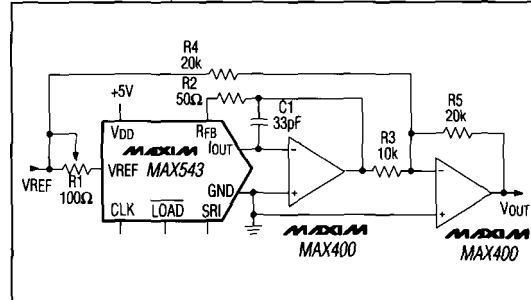 R4
20k
R2
50Ω
+5V
C1
33pF
R5
20k
VDD
RFB
IOUT
R3
10k
MAXIM
MAX543
VREF
VREF
R1
100Ω
GND
CLK
LOAD
SRI
MAXIM
MAX400
MAXIM
MAX400
VOUT